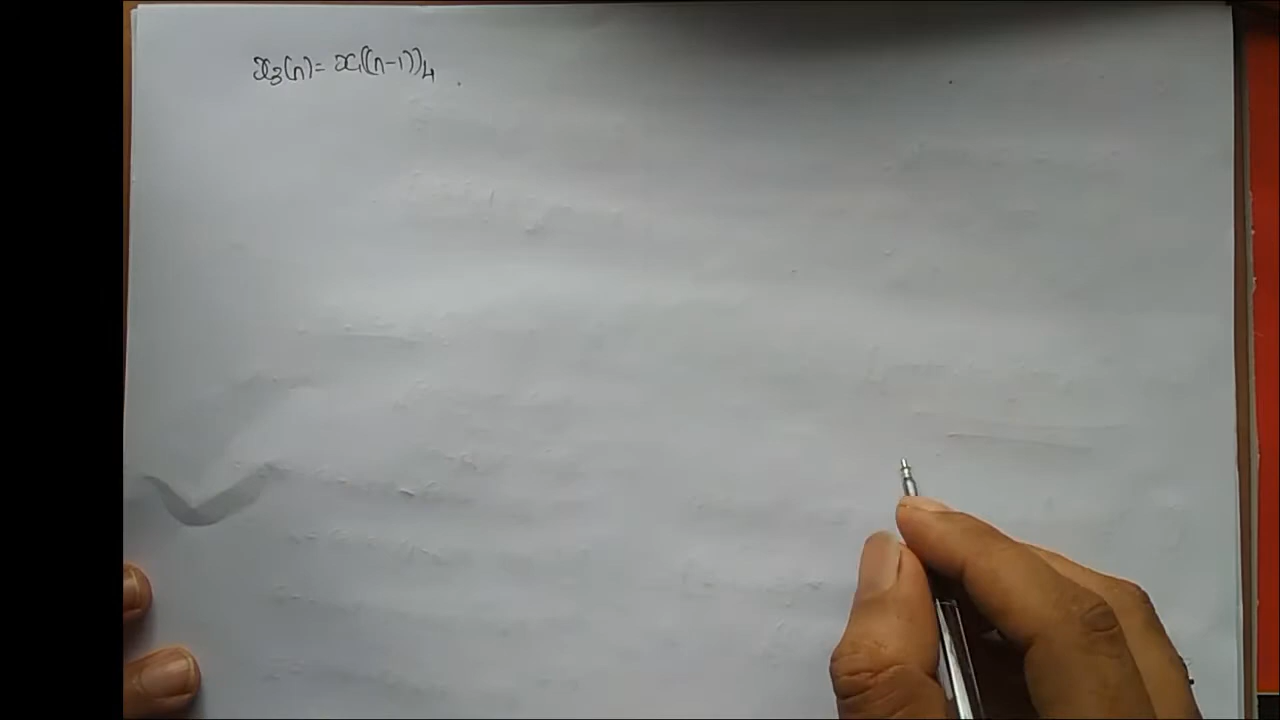 x₃(n)= x₁((n-1))₄